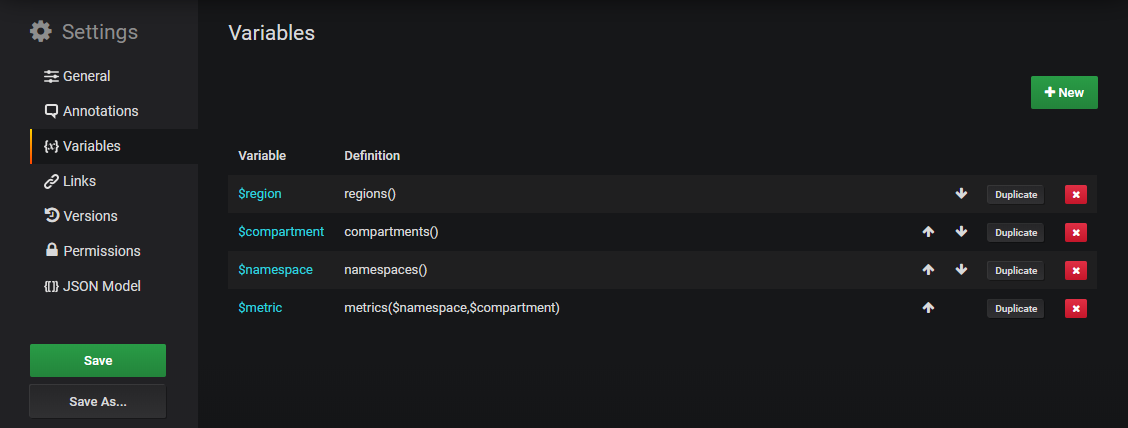 Settings
General
Annotations
{x} Variables
Links
Versions
Permissions
{[]} JSON Model
Save
Save As...
Variables
+ New
Variable Definition
$region regions() Duplicate
$compartment compartments() Duplicate
$namespace namespaces() Duplicate
$metric metrics($namespace,$compartment) Duplicate